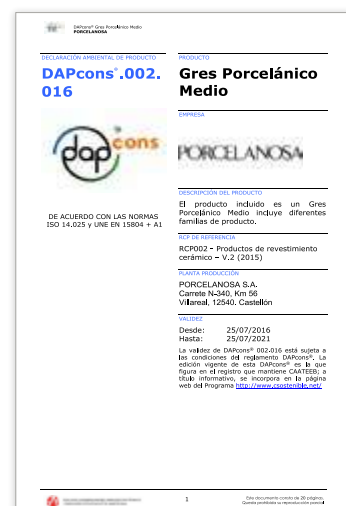 DAPcons® Gres Porcelánico Medio
PORCELANOSA
DECLARACIÓN AMBIENTAL DE PRODUCTO
DAPcons®.002.
016
dap cons
DE ACUERDO CON LAS NORMAS
ISO 14.025 y UNE EN 15804 + A1
PRODUCTO
Gres Porcelánico
Medio
EMPRESA
PORCELANOSA
DESCRIPCIÓN DEL PRODUCTO
El producto incluido es un Gres
Porcelánico Medio incluye diferentes
familias de producto.
RCP DE REFERENCIA
RCP002 - Productos de revestimiento
cerámico – V.2 (2015)
PLANTA PRODUCCIÓN
PORCELANOSA S.A.
Carrete N-340, Km 56
Villareal, 12540. Castellón
VALIDEZ
Desde: 25/07/2016
Hasta: 25/07/2021
La validez de DAPcons® 002.016 está sujeta a
las condiciones del reglamento DAPcons®. La
edición vigente de esta DAPcons® es la que
figura en el registro que mantiene CAATEEB; a
título informativo, se incorpora en la página
web del Programa http://www.csostenible.net/
1
Este documento consta de 20 páginas.
Queda prohibida su reproducción parcial